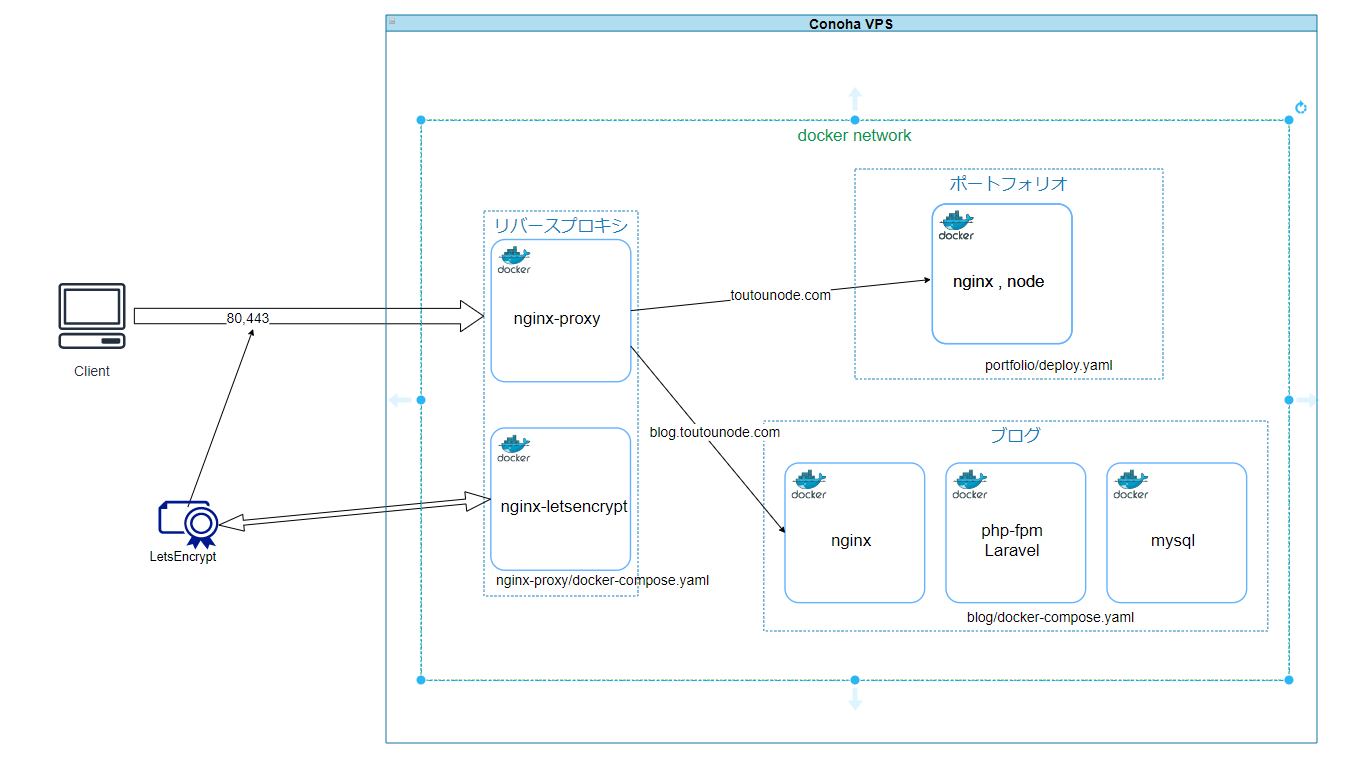 Conoha VPS
docker network
ポートフォリオ
docker
nginx , node
portfolio/deploy.yaml
リバースプロキシ
docker
nginx-proxy
toutounode.com
80,443
Client
blog.toutounode.com
docker
nginx-letsencrypt
nginx-proxy/docker-compose.yaml
LetsEncrypt
ブログ
docker
nginx
docker
php-fpm
Laravel
docker
mysql
blog/docker-compose.yaml